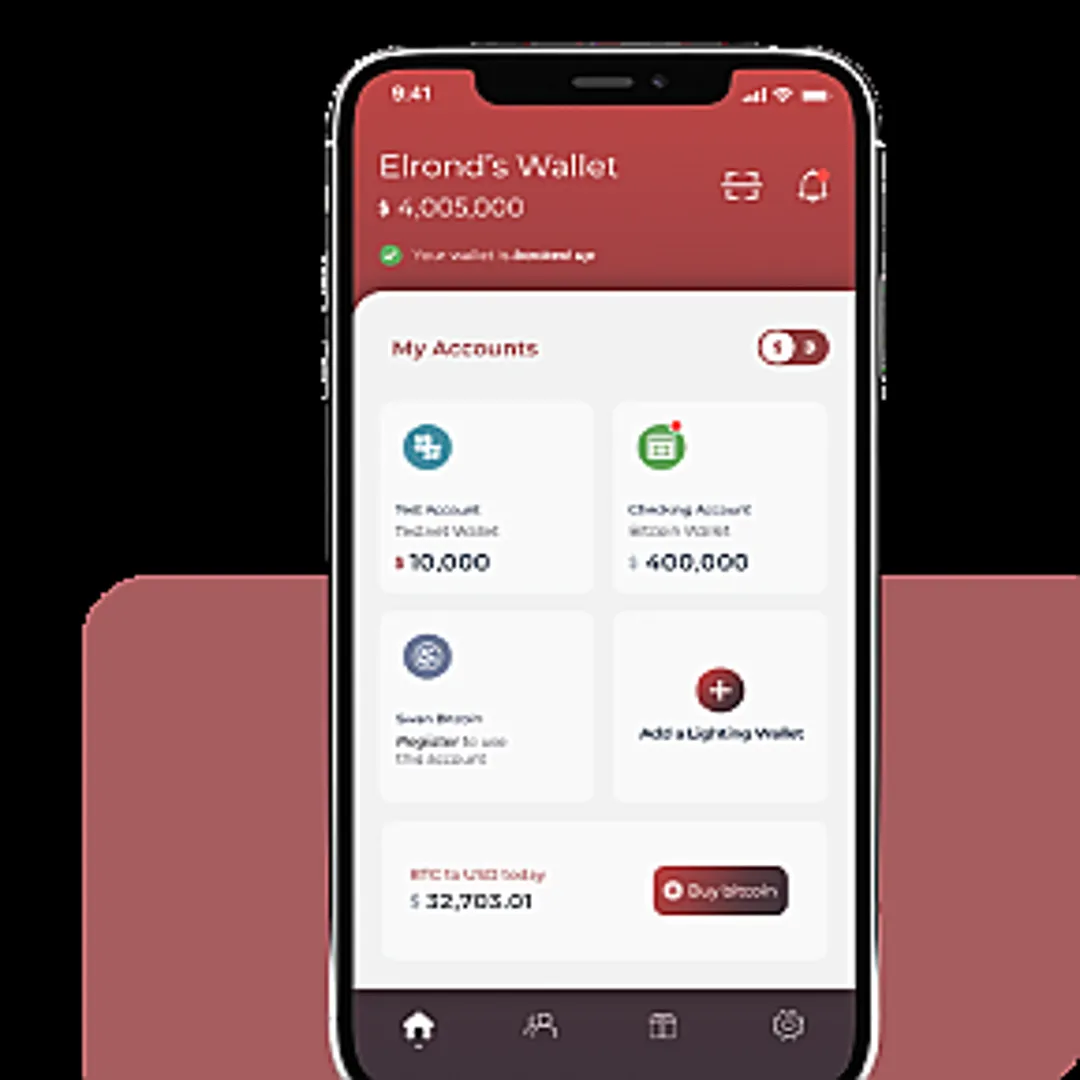 9:41
Elrond's Wallet
$ 4,005,000
Your wallet is backed up
My Accounts
$
Test Account
Testnet Wallet
$ 10,000
Checking Account
Bitcoin Wallet
$ 400,000
Swan Bitcoin
Register to use
this account
Add a Lighting Wallet
BTC to USD today
$ 32,703.01
Buy bitcoin